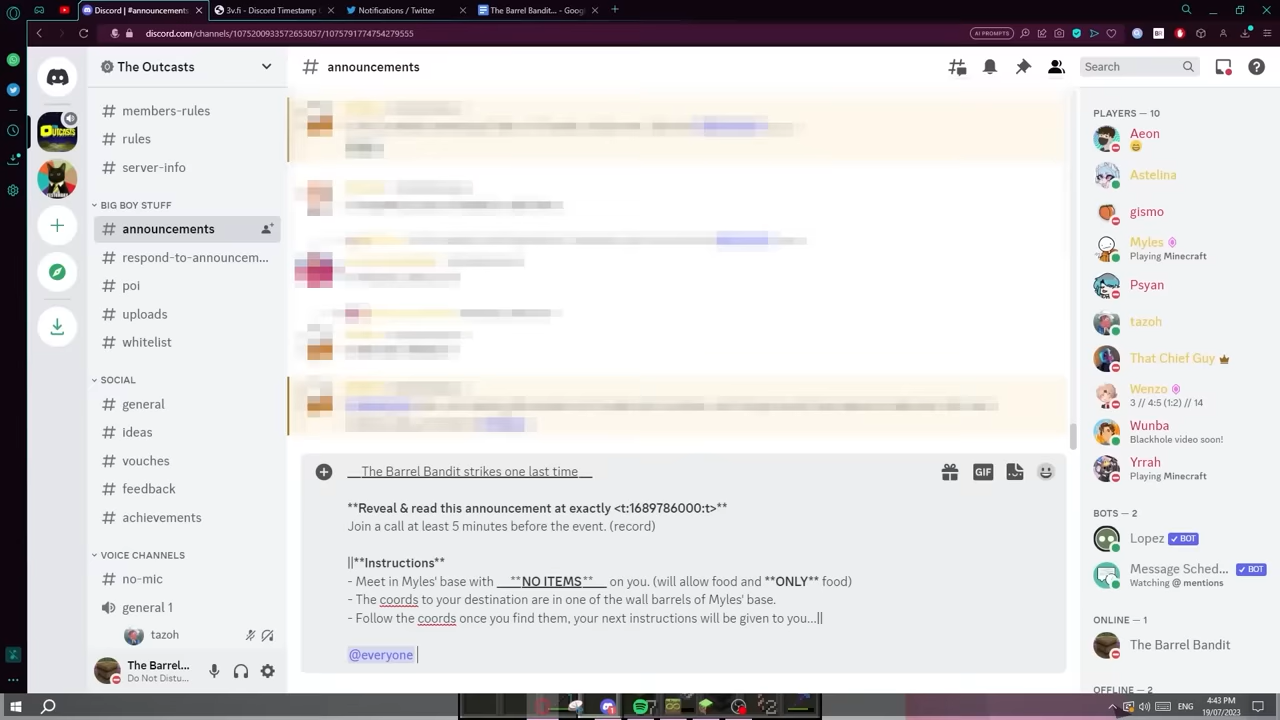 Discord | #announcements
3v.fi - Discord Timestamp
Notifications / Twitter
The Barrel Bandit... - Goog
discord.com/channels/1075200933572653057/1075791774754279555
AI PROMPTS
The Outcasts
# announcements
Search
# members-rules
# rules
# server-info
BIG BOY STUFF
# announcements
# respond-to-announcem...
# poi
# uploads
# whitelist
SOCIAL
# general
# ideas
# vouches
# feedback
# achievements
VOICE CHANNELS
# no-mic
general 1
tazoh
The Barrel...
Do Not Distu...
__The Barrel Bandit strikes one last time__
GIF
**Reveal & read this announcement at exactly <t:1689786000:t>**
Join a call at least 5 minutes before the event. (record)
||**Instructions**
- Meet in Myles' base with __**NO ITEMS**__ on you. (will allow food and **ONLY** food)
- The coords to your destination are in one of the wall barrels of Myles' base.
- Follow the coords once you find them, your next instructions will be given to you...||
@everyone
PLAYERS — 10
Aeon
Astelina
gismo
Myles
Playing Minecraft
Psyan
tazoh
That Chief Guy
Wenzo
3 // 4:5 (1:2) // 14
Wunba
Blackhole video soon!
Yrrah
Playing Minecraft
BOTS — 2
Lopez BOT
Message Sched... BOT
Watching @ mentions
ONLINE — 1
The Barrel Bandit
OFFLINE — 2
ENG
4:43 PM
19/07/2023